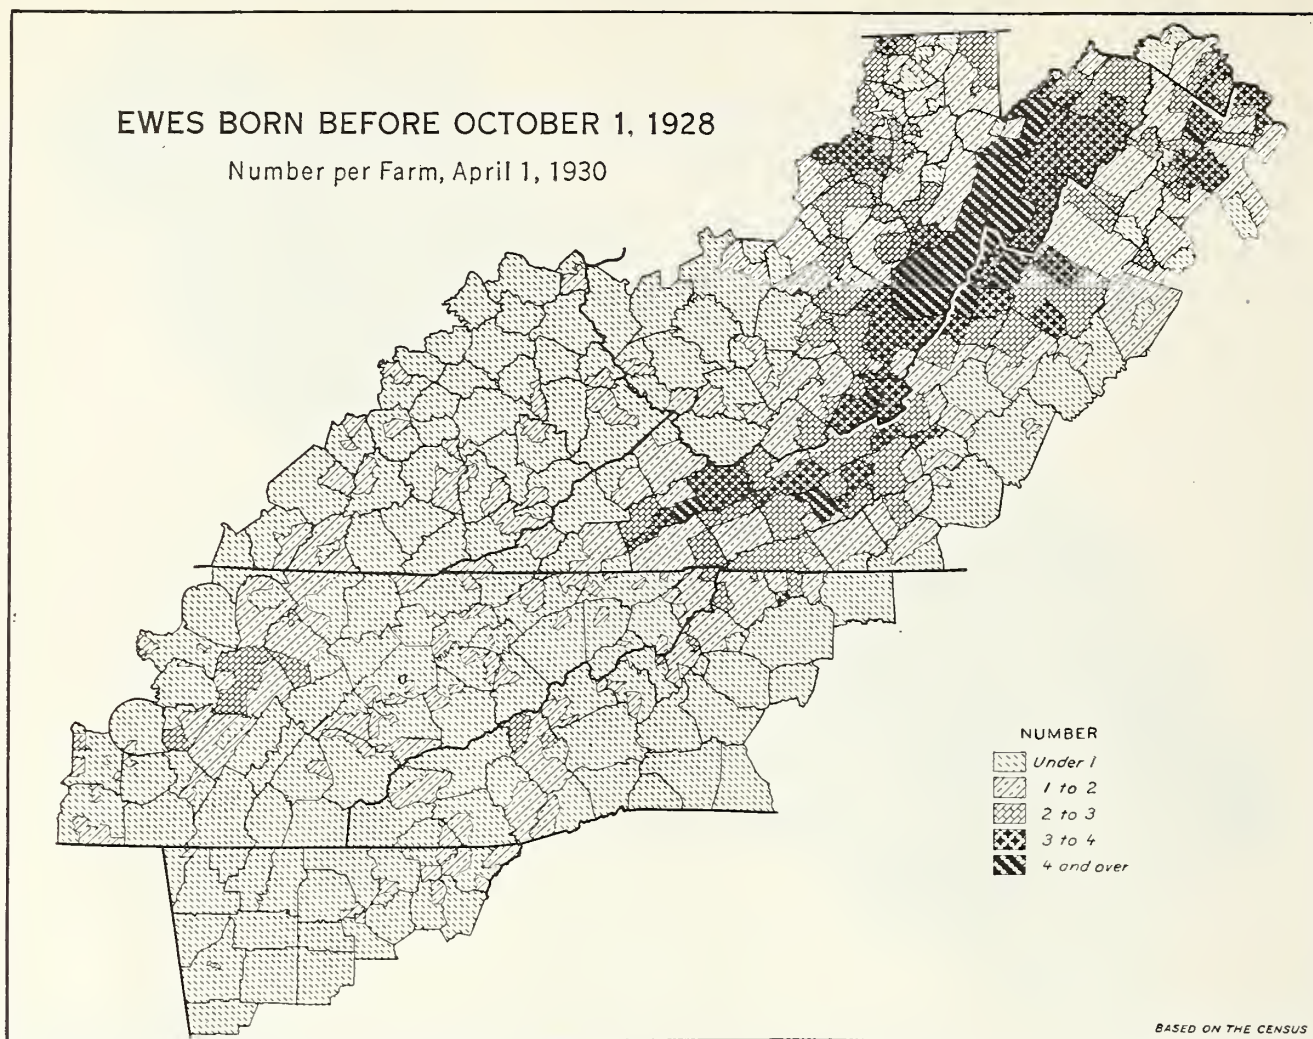 EWES BORN BEFORE OCTOBER 1, 1928
Number per Farm, April 1, 1930
NUMBER
Under 1
1 to 2
2 to 3
3 to 4
4 and over
BASED ON THE CENSUS